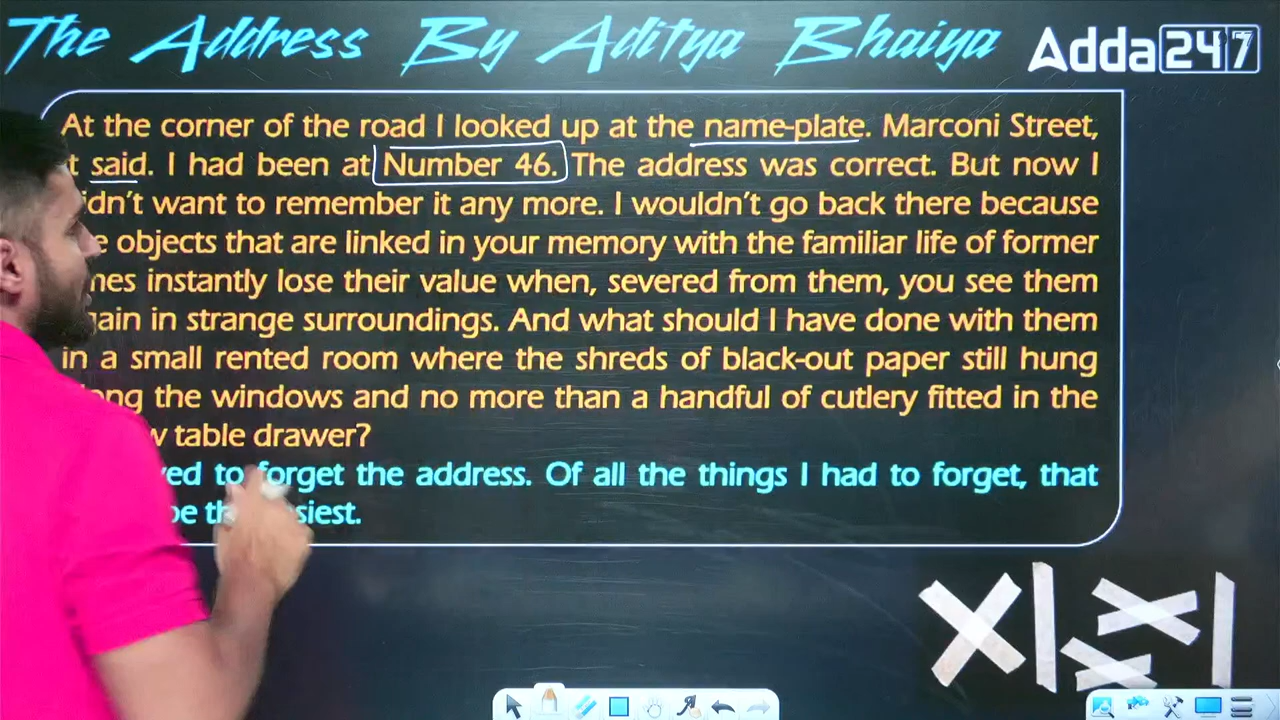 The Address By Aditya Bhaiya
Adda 247
At the corner of the road I looked up at the name-plate. Marconi Street,
said. I had been at Number 46. The address was correct. But now I
want to remember it any more. I wouldn't go back there because
objects that are linked in your memory with the familiar life of former
instantly lose their value when, severed from them, you see them
in strange surroundings. And what should I have done with them
in a small rented room where the shreds of black-out paper still hung
the windows and no more than a handful of cutlery fitted in the
table drawer?
to forget the address. Of all the things I had to forget, that
be